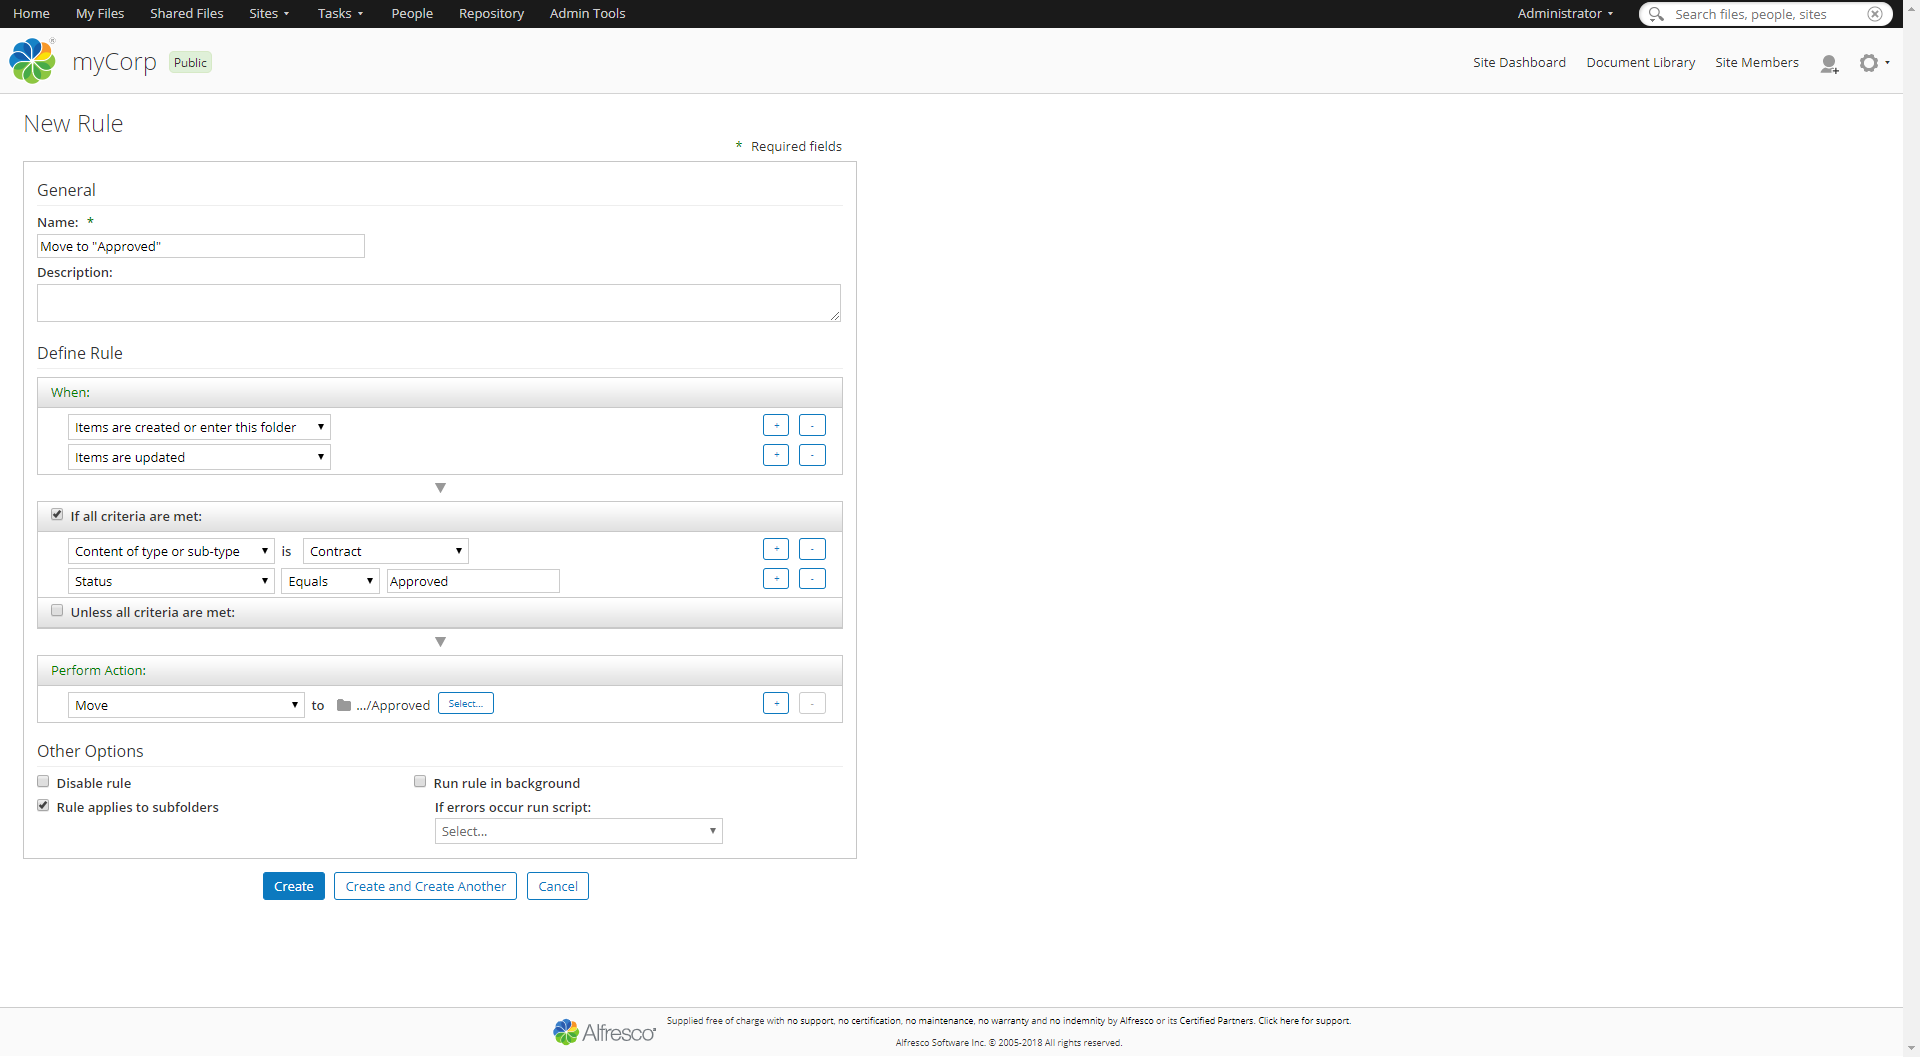 Home My Files Shared Files Sites Tasks People Repository Admin Tools Administrator Search files, people, sites
myCorp Public Site Dashboard Document Library Site Members
New Rule
* Required fields
General
Name: *
Move to "Approved"
Description:
Define Rule
When:
Items are created or enter this folder + -
Items are updated + -
If all criteria are met:
Content of type or sub-type is Contract + -
Status Equals Approved + -
Unless all criteria are met:
Perform Action:
Move to .../Approved Select... + -
Other Options
Disable rule Run rule in background
Rule applies to subfolders If errors occur run script:
Select...
Create Create and Create Another Cancel
Alfresco Supplied free of charge with no support, no certification, no maintenance, no warranty and no indemnity by Alfresco or its Certified Partners. Click here for support.
Alfresco Software Inc. © 2005-2018 All rights reserved.